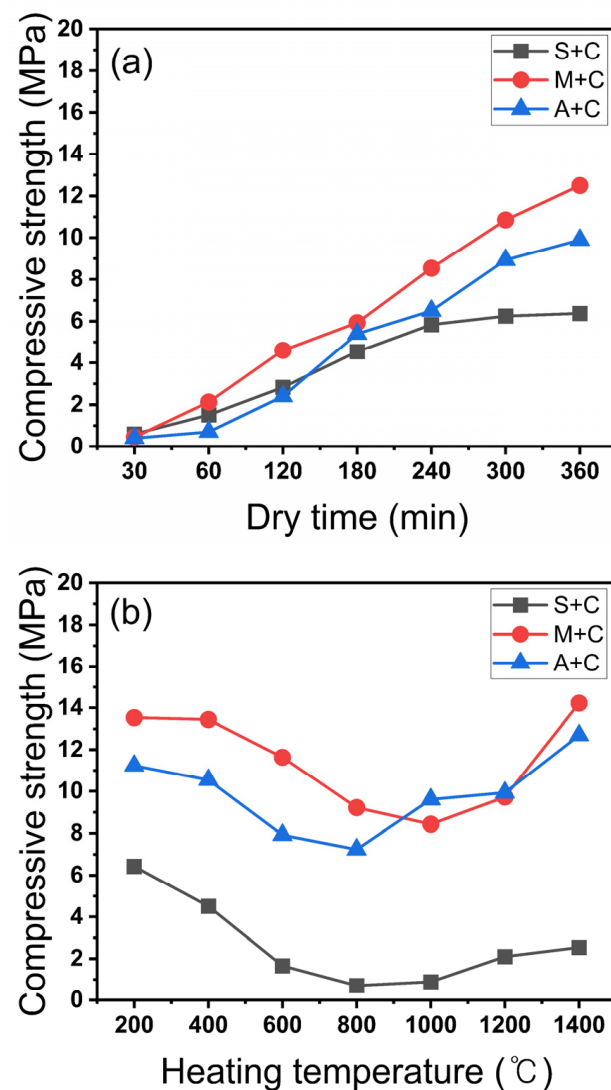 (a)
S+C
M+C
A+C
Compressive strength (MPa)
20
18
16
14
12
10
8
6
4
2
0
30 60 120 180 240 300 360
Dry time (min)
(b)
S+C
M+C
A+C
Compressive strength (MPa)
20
18
16
14
12
10
8
6
4
2
0
200 400 600 800 1000 1200 1400
Heating temperature (℃)